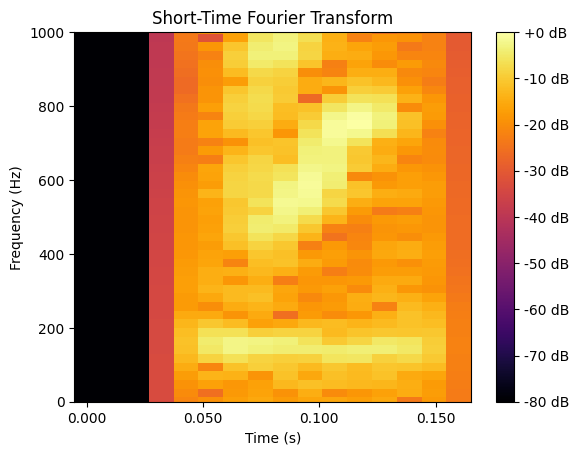 Short-Time Fourier Transform
Frequency (Hz)
1000
800
600
400
200
0
0.000
0.050
0.100
0.150
Time (s)
+0 dB
-10 dB
-20 dB
-30 dB
-40 dB
-50 dB
-60 dB
-70 dB
-80 dB